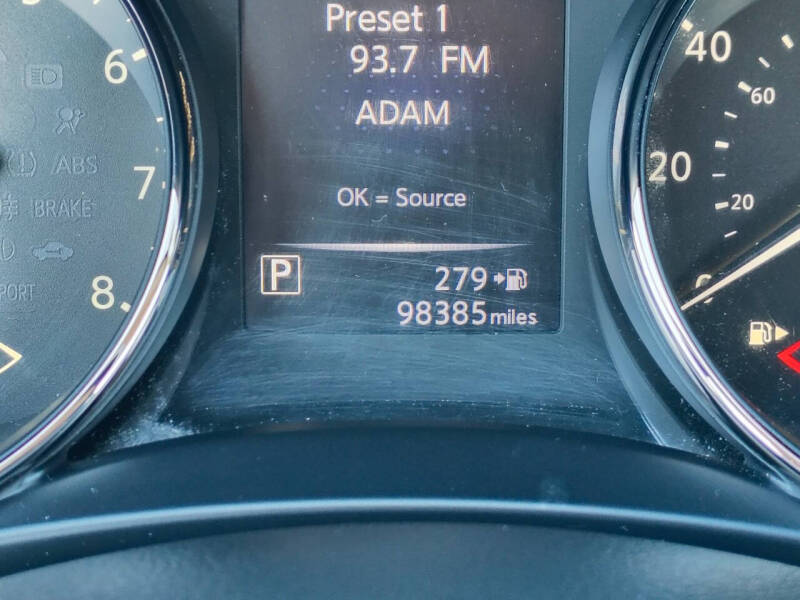 Preset 1
93.7 FM
ADAM
OK = Source
P
279
98385 miles
6
7
8
ABS
BRAKE
40
60
20
20
0